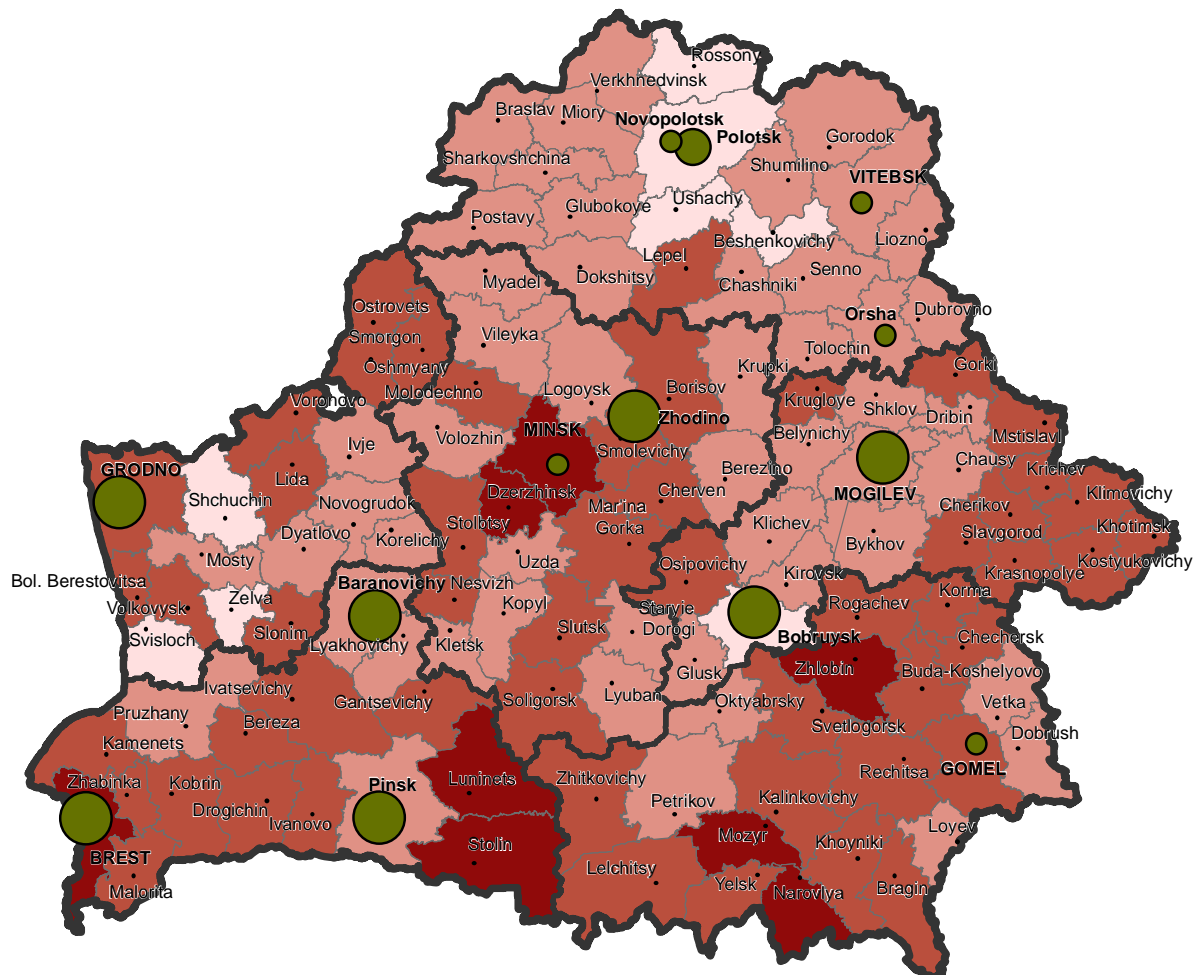 Rossony
Verkhnedvinsk
Braslav
Miory
Novopolotsk
Polotsk
Gorodok
Sharkovshchina
Shumilino
VITEBSK
Ushachy
Glubokoye
Postavy
Beshenkovichy
Liozno
Lepel
Senno
Dokshitsy
Chashniki
Myadel
Ostrovets
Dubrovno
Orsha
Vileyka
Smorgon
Tolochin
Oshmyany
Krupki
Gorki
Molodechno
Logoysk
Borisov
Voronovo
Krugloye
Shklov
Dribin
Zhodino
MINSK
Belynichy
Mstislavl
Volozhin
Ivje
Smolevichy
Chausy
GRODNO
Berezino
Krichev
Lida
Dzerzhinsk
Cherven
MOGILEV
Klimovichy
Shchuchin
Novogrudok
Marina
Gorka
Cherikov
Stolbtsy
Klichev
Khotimsk
Dyatlovo
Korelichy
Slavgorod
Bykhov
Mosty
Uzda
Osipovichy
Kostyukovichy
Krasnopolye
Kirovsk
Bol. Berestovitsa
Baranovichy
Nesvizh
Korma
Zelva
Volkovysk
Kopyl
Staryie
Dorogi
Rogachev
Slonim
Slutsk
Bobruysk
Svisloch
Lyakhovichy
Kletsk
Chechersk
Zhlobin
Glusk
Buda-Koshelyovo
Ivatsevichy
Gantsevichy
Soligorsk
Lyuban
Oktyabrsky
Vetka
Pruzhany
Bereza
Svetlogorsk
Dobrush
Kamenets
Rechitsa
GOMEL
Zhabinka
Kobrin
Pinsk
Luninets
Zhitkovichy
Petrikov
Kalinkovichy
Drogichin
Ivanovo
Loyev
Mozyr
Khoyniki
BREST
Stolin
Lelchitsy
Malorita
Yelsk
Narovlya
Bragin